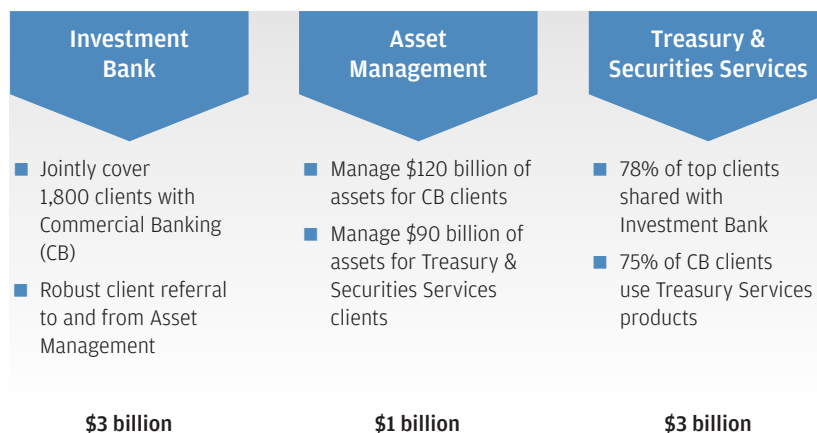 Investment
Bank
Jointly cover
1,800 clients with
Commercial Banking
(CB)
Robust client referral
to and from Asset
Management
$3 billion
Asset
Management
Manage $120 billion of
assets for CB clients
Manage $90 billion of
assets for Treasury &
Securities Services
clients
$1 billion
Treasury &
Securities Services
78% of top clients
shared with
Investment Bank
75% of CB clients
use Treasury Services
products
$3 billion